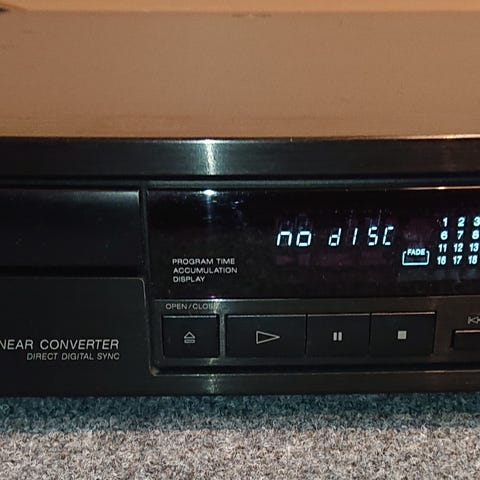 no dISC
1 2 3
6 7 8
11 12 13
16 17 18
FADE
PROGRAM TIME
ACCUMULATION
DISPLAY
OPEN/CLOSE
NEAR CONVERTER
DIRECT DIGITAL SYNC